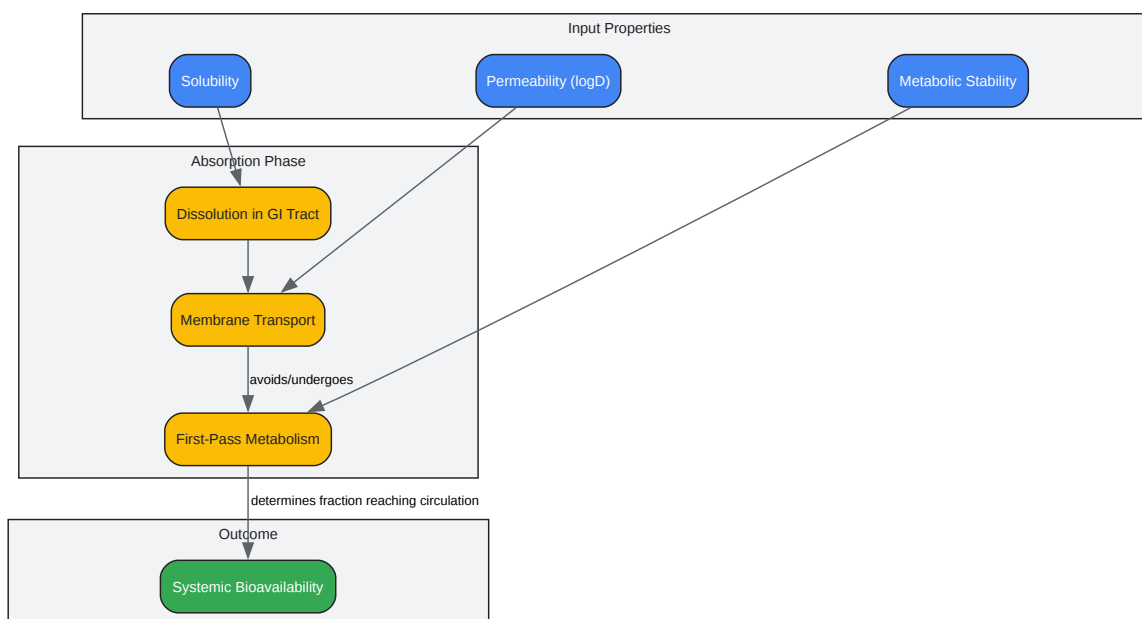 Input Properties
Solubility
Permeability (logD)
Metabolic Stability
Absorption Phase
Dissolution in GI Tract
Membrane Transport
avoids/undergoes
First-Pass Metabolism
determines fraction reaching circulation
Outcome
Systemic Bioavailability